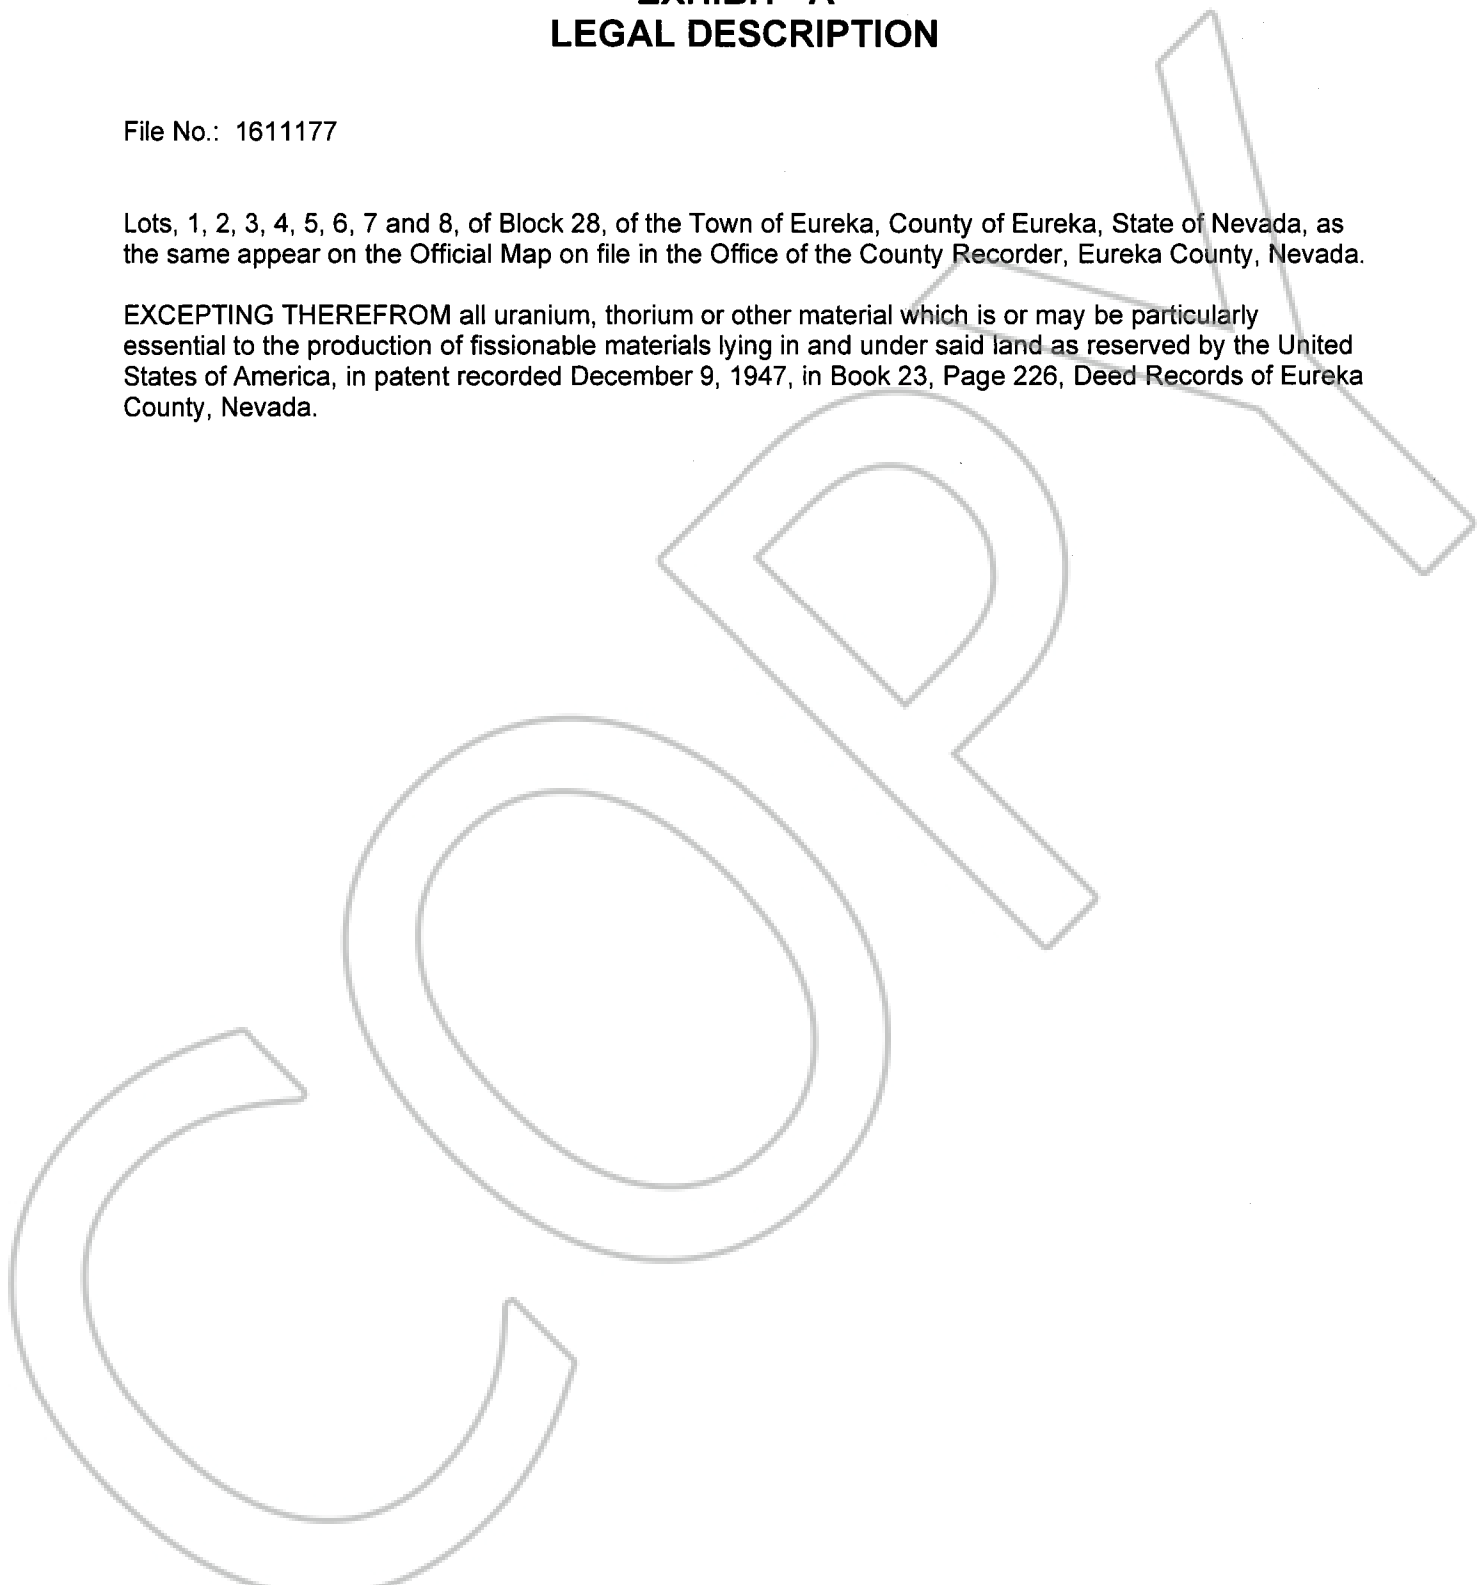 EXHIBIT "A"
LEGAL DESCRIPTION
File No.: 1611177
Lots, 1, 2, 3, 4, 5, 6, 7 and 8, of Block 28, of the Town of Eureka, County of Eureka, State of Nevada, as
the same appear on the Official Map on file in the Office of the County Recorder, Eureka County, Nevada.
EXCEPTING THEREFROM all uranium, thorium or other material which is or may be particularly
essential to the production of fissionable materials lying in and under said land as reserved by the United
States of America, in patent recorded December 9, 1947, in Book 23, Page 226, Deed Records of Eureka
County, Nevada.
COPY